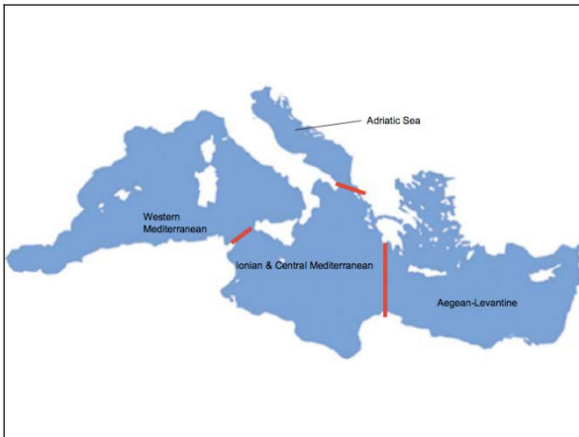 Adriatic Sea
Western
Mediterranean
Ionian & Central Mediterranean
Aegean-Levantine